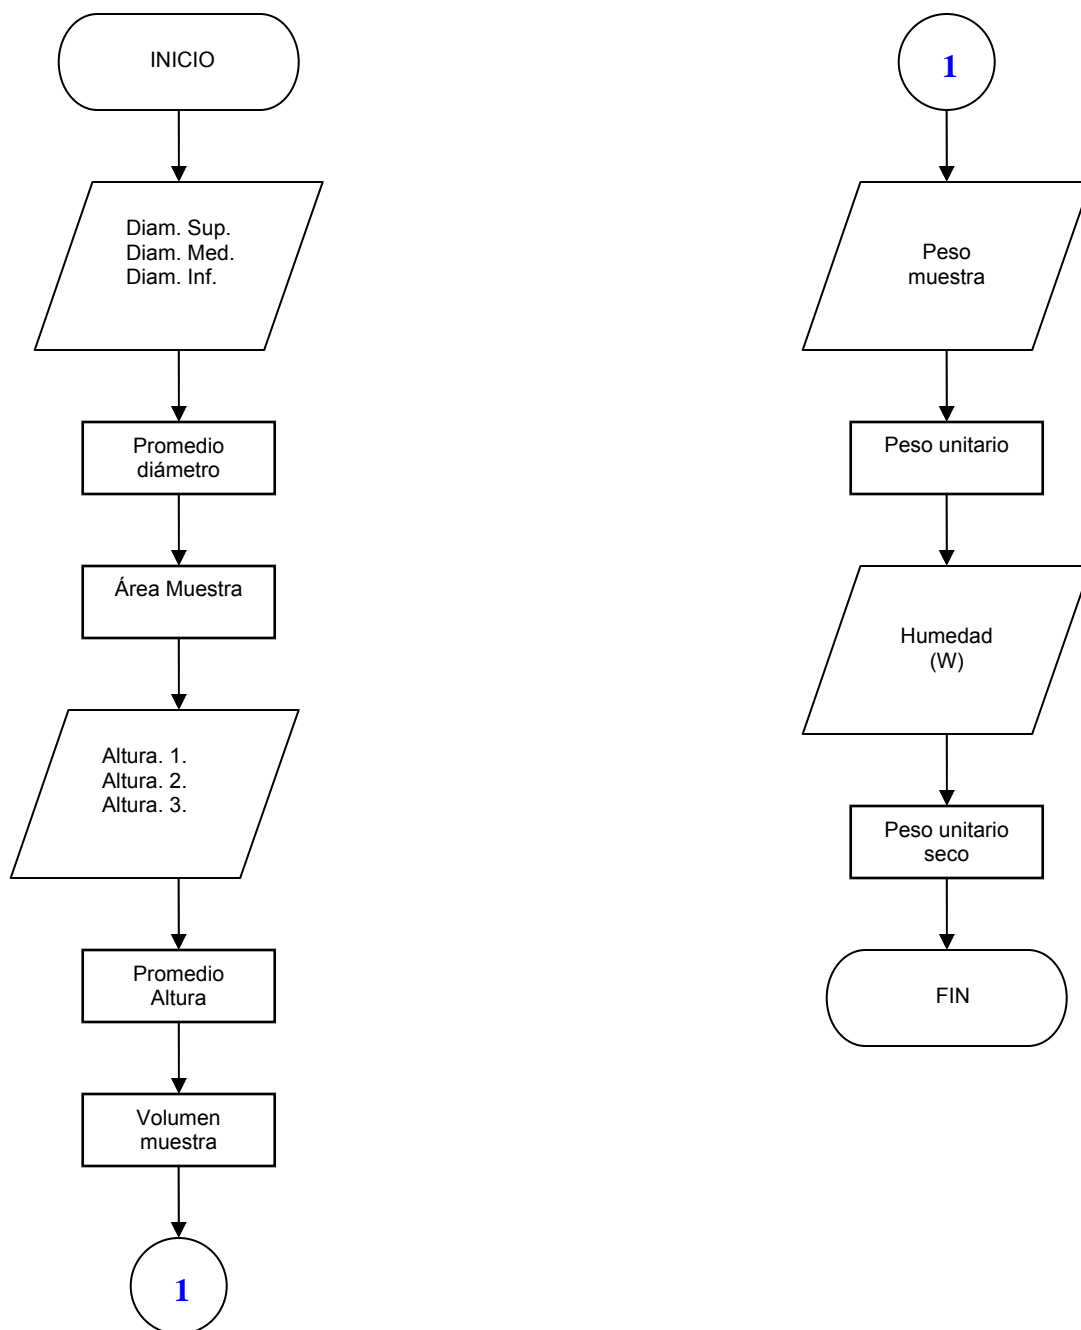 INICIO
Diam. Sup.
Diam. Med.
Diam. Inf.
Promedio
diámetro
Área Muestra
Altura. 1.
Altura. 2.
Altura. 3.
Promedio
Altura
Volumen
muestra
1
1
Peso
muestra
Peso unitario
Humedad
(W)
Peso unitario
seco
FIN